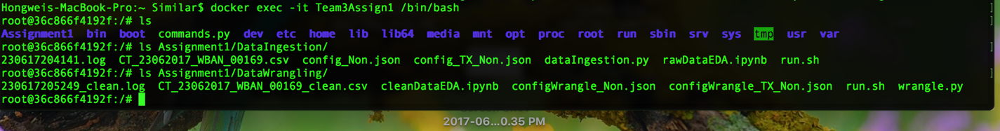 Hongweis-MacBook-Pro:~ Similar$ docker exec -it Team3Assign1 /bin/bash
root@36c866f4192f:/# ls
Assignment1  bin  boot  commands.py  dev  etc  home  lib  lib64  media  mnt  opt  proc  root  run  sbin  srv  sys  tmp  usr  var
root@36c866f4192f:/# ls Assignment1/DataIngestion/
230617204141.log  CT_23062017_WBAN_00169.csv  config_Non.json  config_TX_Non.json  dataIngestion.py  rawDataEDA.ipynb  run.sh
root@36c866f4192f:/# ls Assignment1/DataWrangling/
230617205249_clean.log  CT_23062017_WBAN_00169_clean.csv  cleanDataEDA.ipynb  configWrangle_Non.json  configWrangle_TX_Non.json  run.sh  wrangle.py
root@36c866f4192f:/#
2017-06...0.35 PM